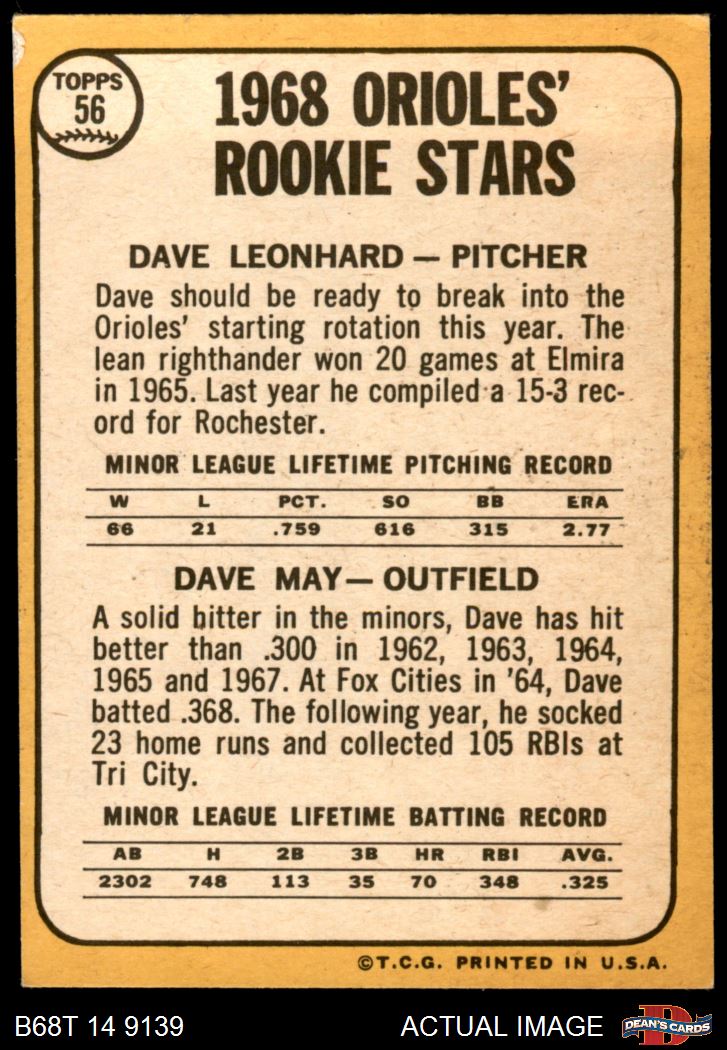 TOPPS
56
1968 ORIOLES'
ROOKIE STARS
DAVE LEONHARD — PITCHER
Dave should be ready to break into the
Orioles' starting rotation this year. The
lean righthander won 20 games at Elmira
in 1965. Last year he compiled a 15-3 rec-
ord for Rochester.
MINOR LEAGUE LIFETIME PITCHING RECORD
W L PCT. SO BB ERA
66 21 .759 616 315 2.77
DAVE MAY — OUTFIELD
A solid hitter in the minors, Dave has hit
better than .300 in 1962, 1963, 1964,
1965 and 1967. At Fox Cities in '64, Dave
batted .368. The following year, he socked
23 home runs and collected 105 RBIs at
Tri City.
MINOR LEAGUE LIFETIME BATTING RECORD
AB H 2B 3B HR RBI AVG.
2302 748 113 35 70 348 .325
©T.C.G. PRINTED IN U.S.A.
B68T 14 9139 ACTUAL IMAGE
D
DEAN'S CARDS